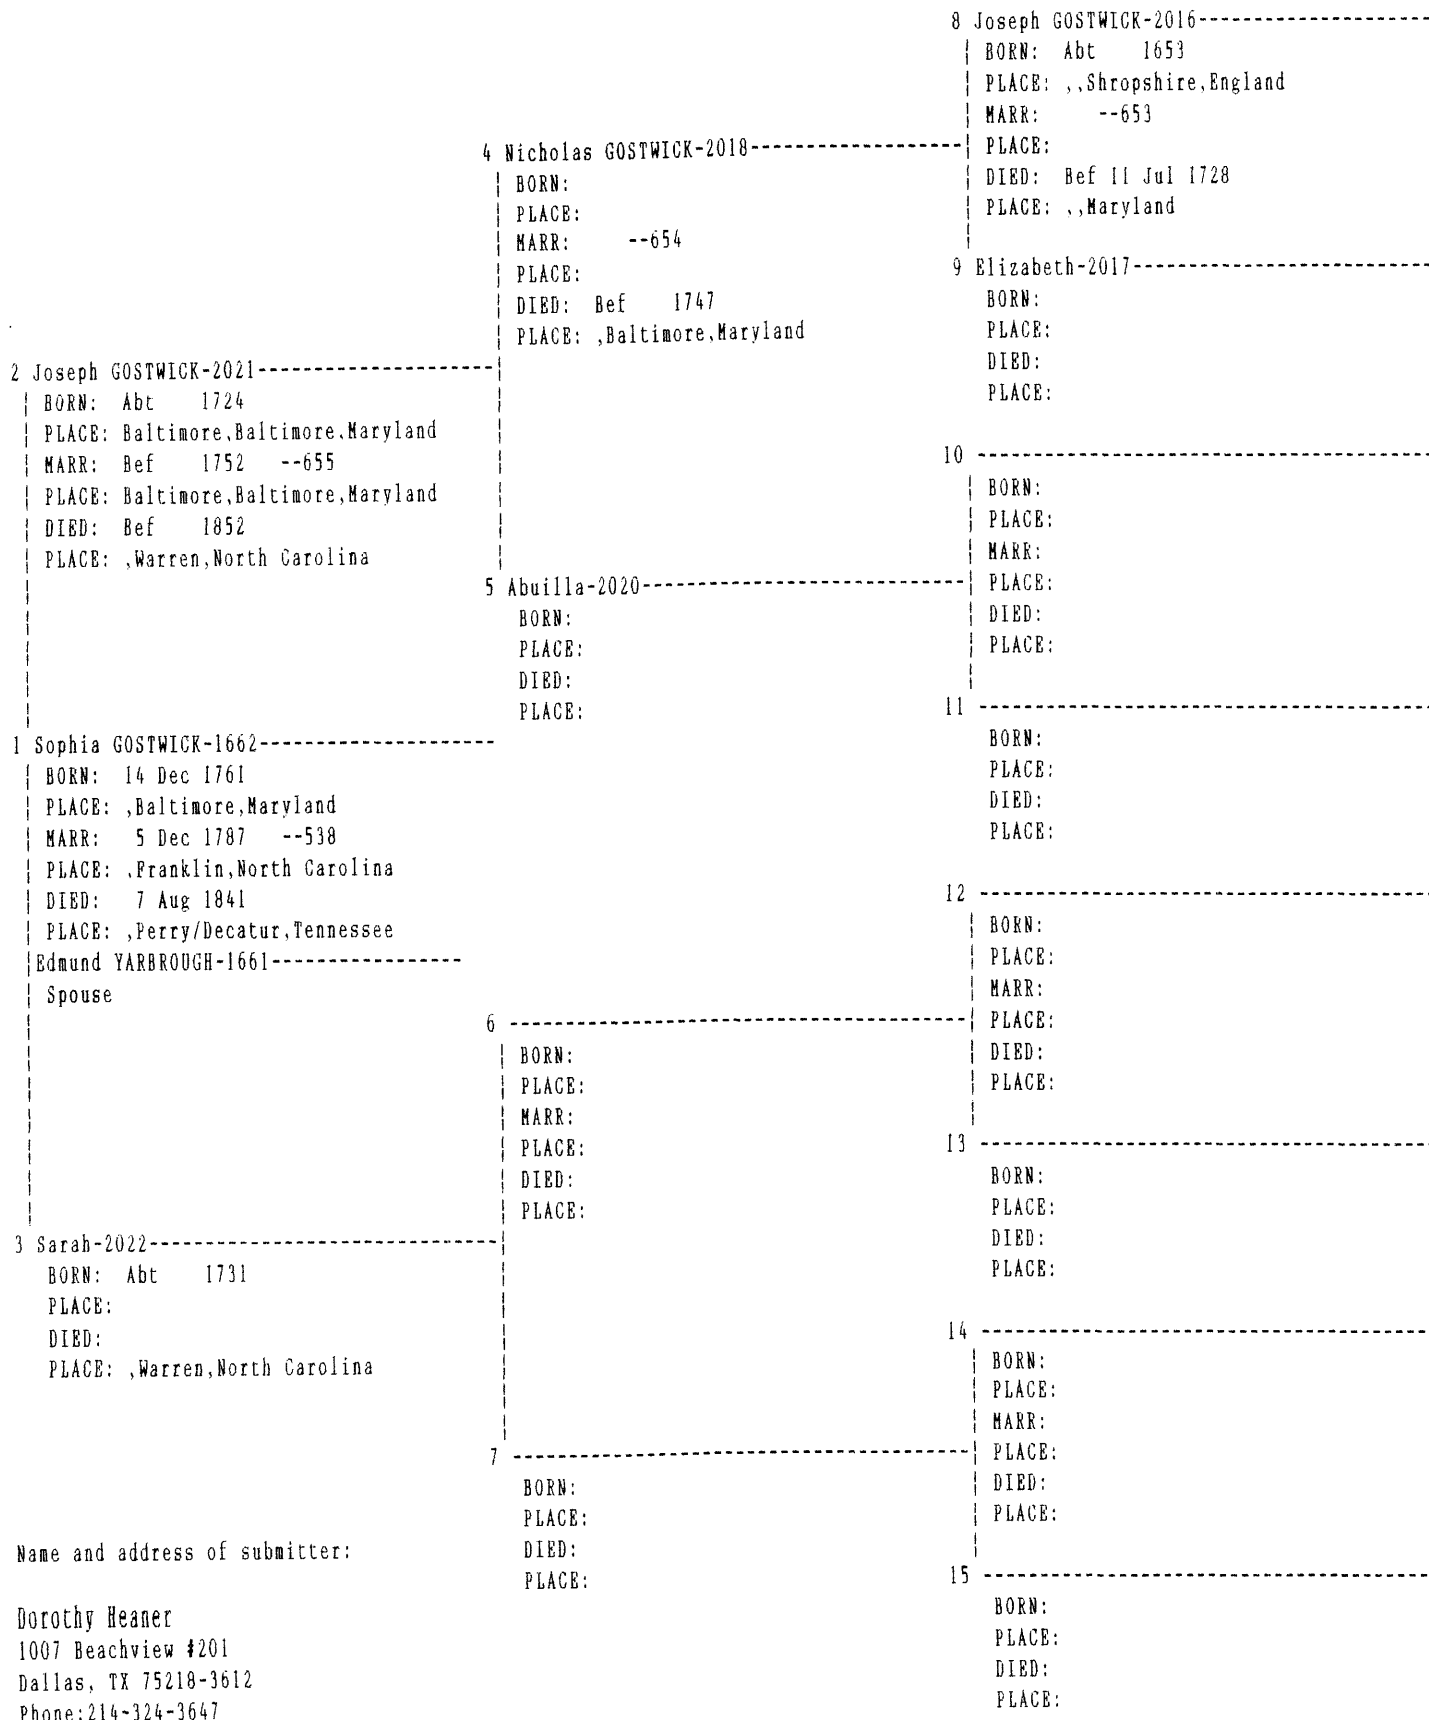 8 Joseph GOSTWICK-2016
BORN: Abt 1653
PLACE: ,,Shropshire,England
MARR: --653
PLACE:
DIED: Bef 11 Jul 1728
PLACE: ,,Maryland
4 Nicholas GOSTWICK-2018
BORN:
PLACE:
MARR: --654
PLACE:
DIED: Bef 1747
PLACE: ,Baltimore,Maryland
9 Elizabeth-2017
BORN:
PLACE:
DIED:
PLACE:
2 Joseph GOSTWICK-2021
BORN: Abt 1724
PLACE: Baltimore,Baltimore,Maryland
MARR: Bef 1752 --655
PLACE: Baltimore,Baltimore,Maryland
DIED: Bef 1852
PLACE: ,Warren,North Carolina
10
BORN:
PLACE:
MARR:
PLACE:
DIED:
PLACE:
5 Abuilla-2020
BORN:
PLACE:
DIED:
PLACE:
11
BORN:
PLACE:
DIED:
PLACE:
1 Sophia GOSTWICK-1662
BORN: 14 Dec 1761
PLACE: ,Baltimore,Maryland
MARR: 5 Dec 1787 --538
PLACE: ,Franklin,North Carolina
DIED: 7 Aug 1841
PLACE: ,Perry/Decatur,Tennessee
Edmund YARBROUGH-1661
Spouse
12
BORN:
PLACE:
MARR:
PLACE:
DIED:
PLACE:
6
BORN:
PLACE:
MARR:
PLACE:
DIED:
PLACE:
13
BORN:
PLACE:
DIED:
PLACE:
3 Sarah-2022
BORN: Abt 1731
PLACE:
DIED:
PLACE: ,Warren,North Carolina
14
BORN:
PLACE:
MARR:
PLACE:
DIED:
PLACE:
7
BORN:
PLACE:
DIED:
PLACE:
15
BORN:
PLACE:
DIED:
PLACE:
Name and address of submitter:
Dorothy Heaner
1007 Beachview #201
Dallas, TX 75218-3612
Phone:214-324-3647